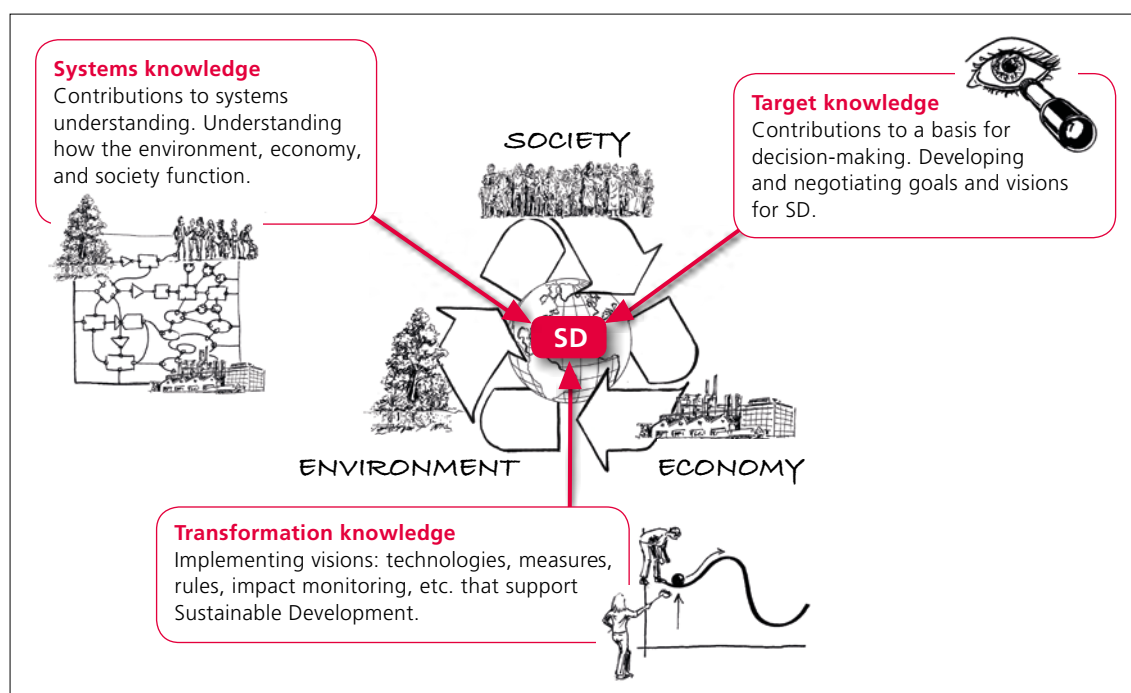 Systems knowledge
Contributions to systems
understanding. Understanding
how the environment, economy,
and society function.
Target knowledge
Contributions to a basis for
decision-making. Developing
and negotiating goals and visions
for SD.
SOCIETY
SD
ENVIRONMENT
ECONOMY
Transformation knowledge
Implementing visions: technologies, measures,
rules, impact monitoring, etc. that support
Sustainable Development.